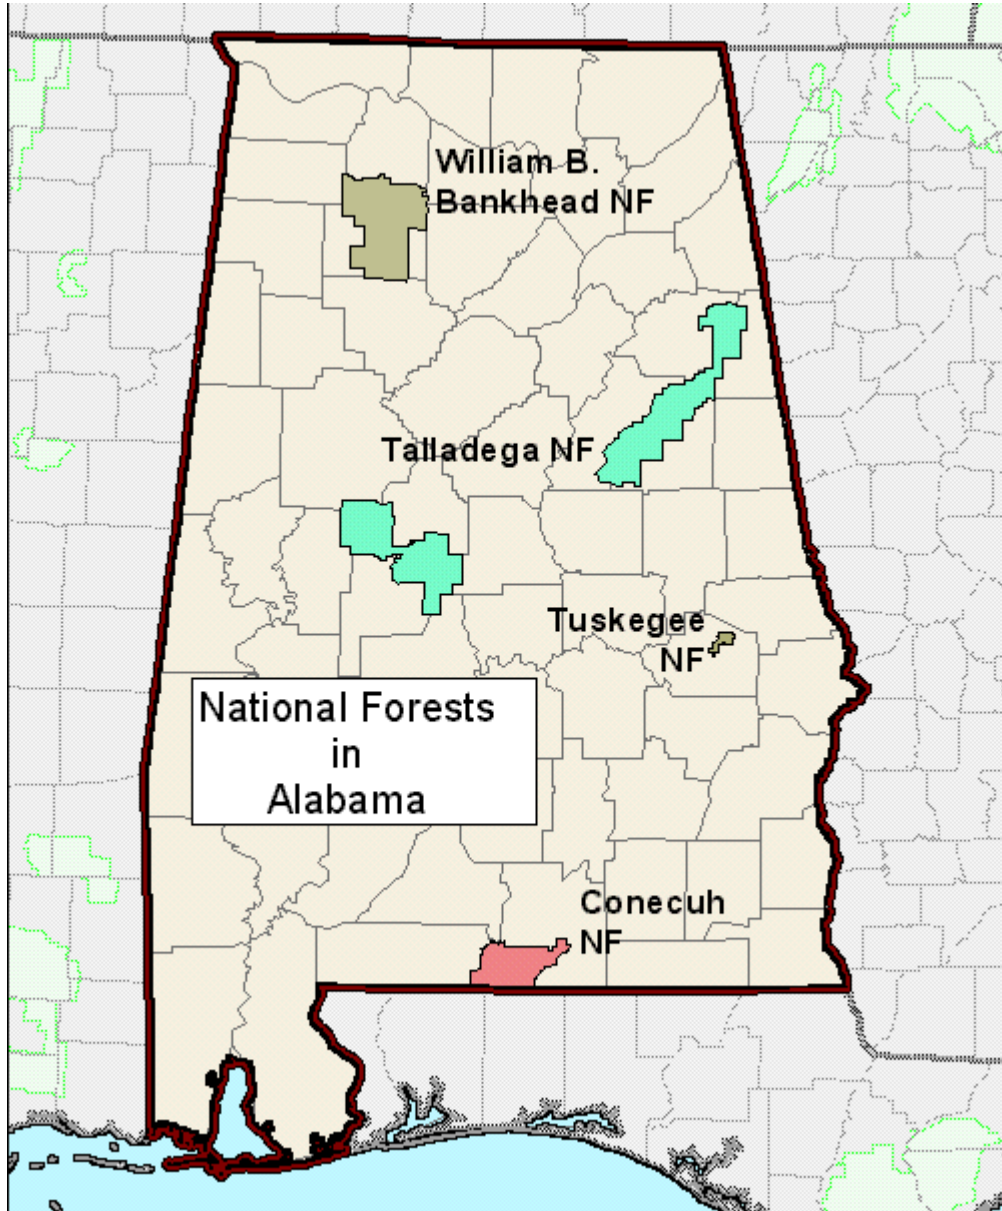 William B.
Bankhead NF
Talladega NF
Tuskegee
NF
National Forests
in
Alabama
Conecuh
NF